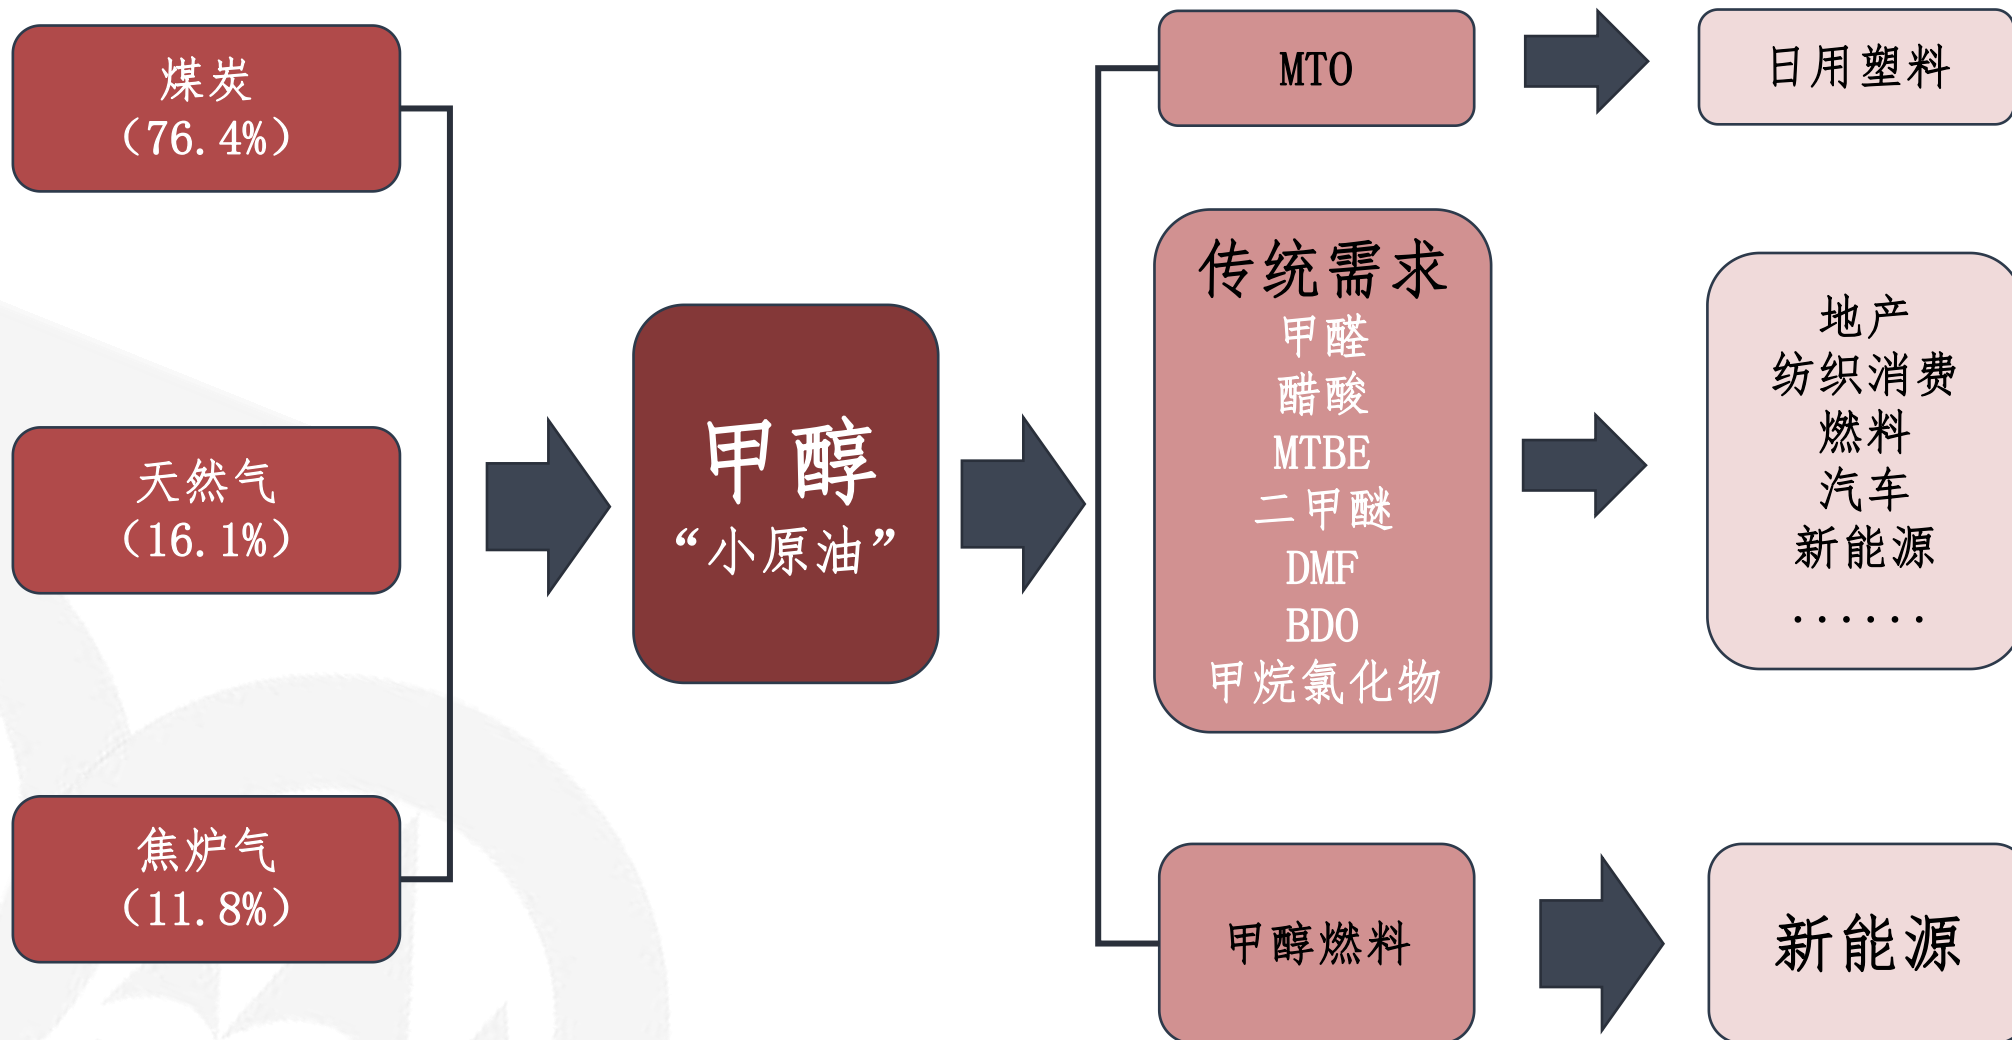 煤炭
（76.4%）
天然气
（16.1%）
焦炉气
（11.8%）
甲醇
“小原油”
MTO
传统需求
甲醛
醋酸
MTBE
二甲醚
DMF
BDO
甲烷氯化物
甲醇燃料
日用塑料
地产
纺织消费
燃料
汽车
新能源
......
新能源